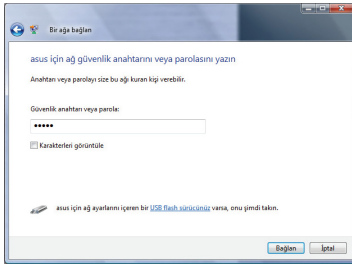 Bir ağa bağlan
asus için ağ güvenlik anahtarını veya parolasını yazın
Anahtarı veya parolayı size bu ağı kuran kişi verebilir.
Güvenlik anahtarı veya parola:
•••••
Karakterleri görüntüle
asus için ağ ayarlarını içeren bir USB flash sürücünüz varsa, onu şimdi takın.
Bağlan İptal